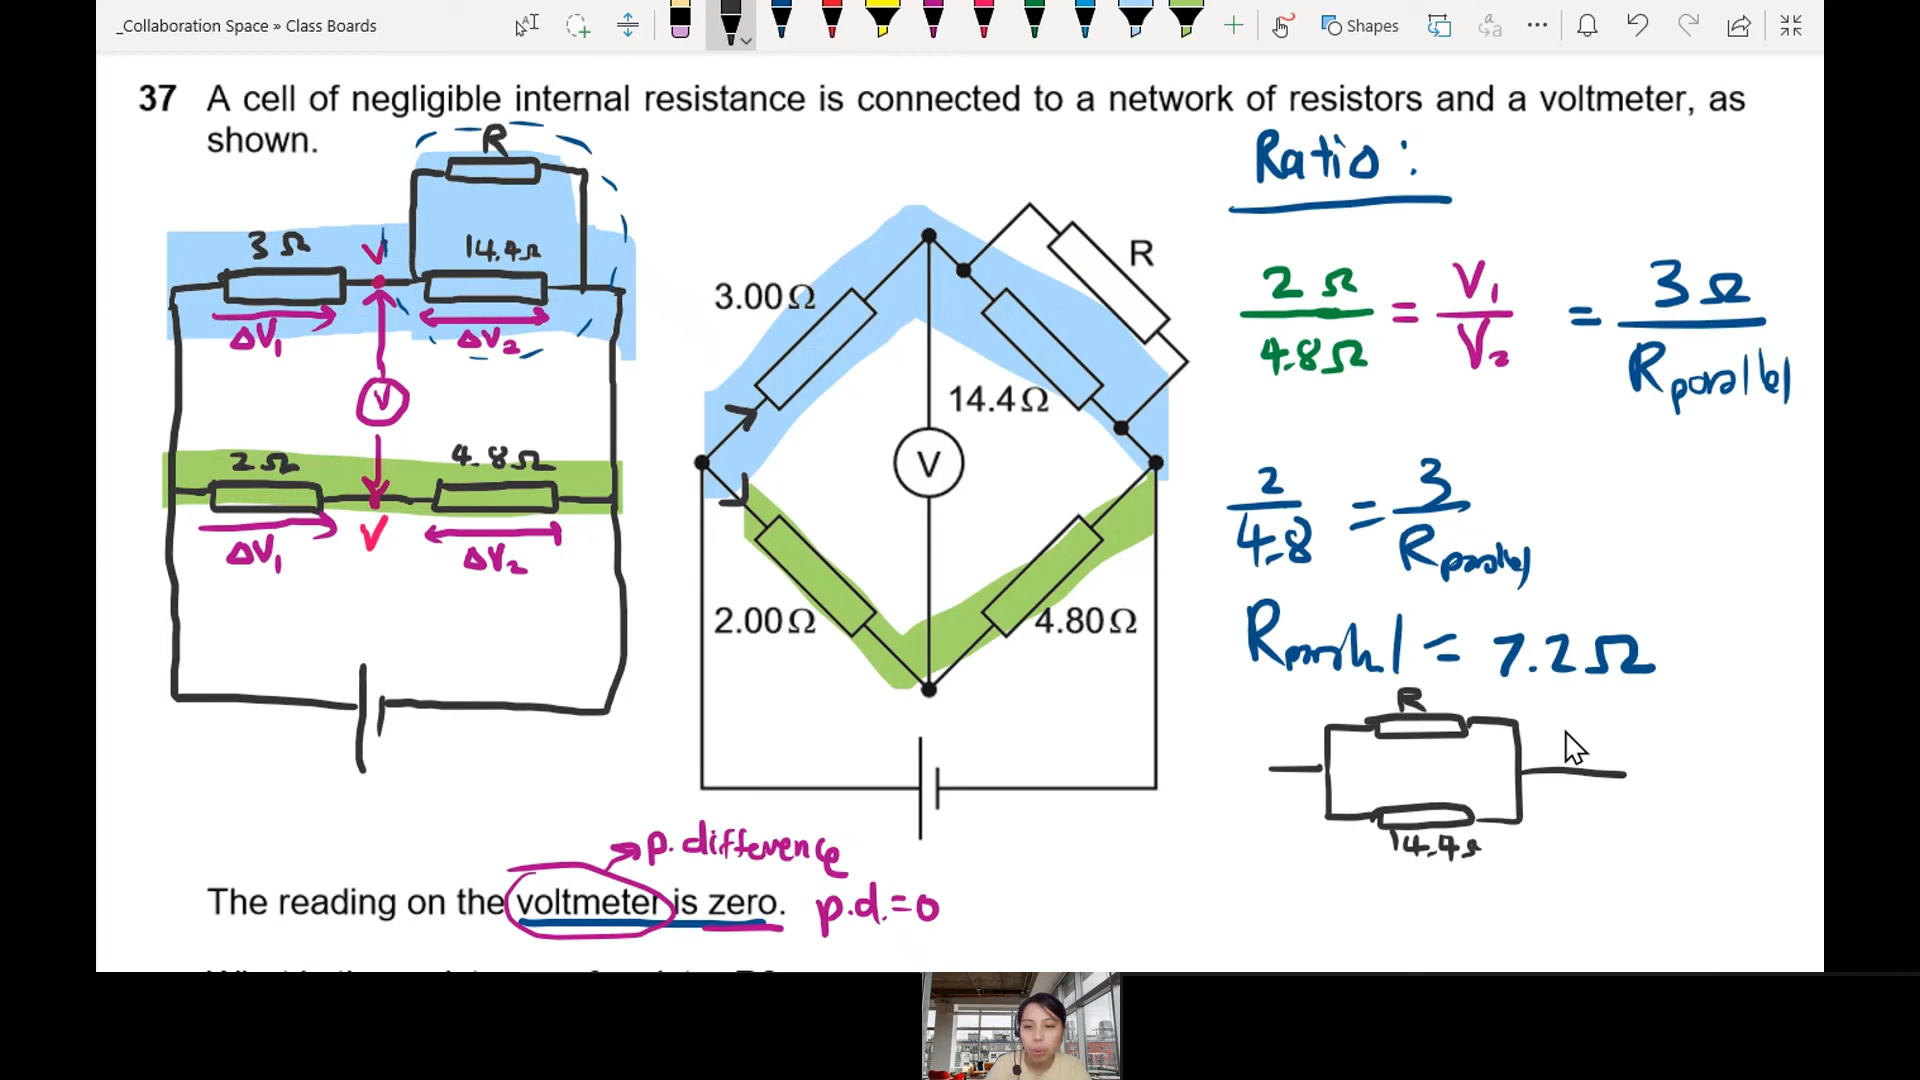 _Collaboration Space » Class Boards
Shapes
37 A cell of negligible internal resistance is connected to a network of resistors and a voltmeter, as
shown.
R
3Ω
V
14.4Ω
ΔV₁
ΔV₂
V
2Ω
4.8Ω
ΔV₁
V
ΔV₂
3.00Ω
R
14.4Ω
V
2.00Ω
4.80Ω
Ratio:
2Ω/4.8Ω = V₁/V₂ = 3Ω/Rparallel
2/4.8 = 3/Rparallel
Rparallel = 7.2Ω
R
14.4Ω
p. difference
The reading on the voltmeter is zero. p.d. = 0